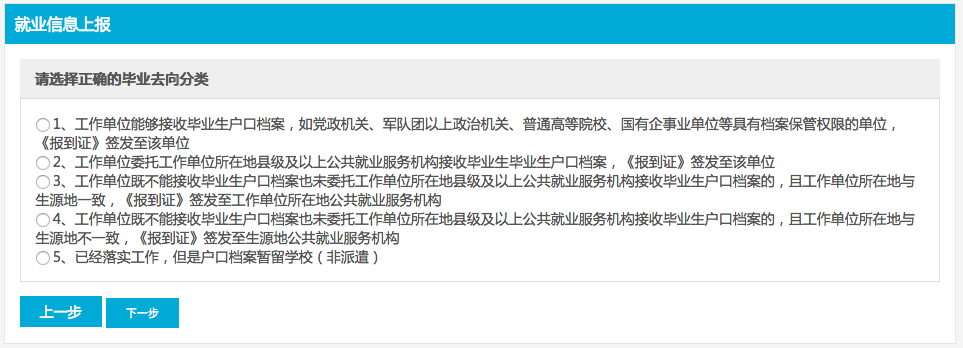 就业信息上报
请选择正确的毕业去向分类
1、工作单位能够接收毕业生户口档案，如党政机关、军队团以上政治机关、普通高等院校、国有企事业单位等具有档案保管权限的单位，
《报到证》签发至该单位
2、工作单位委托工作单位所在地县级及以上公共就业服务机构接收毕业生毕业生户口档案，《报到证》签发至该单位
3、工作单位既不能接收毕业生户口档案也未委托工作单位所在地县级及以上公共就业服务机构接收毕业生户口档案的，且工作单位所在地与
生源地一致，《报到证》签发至工作单位所在地公共就业服务机构
4、工作单位既不能接收毕业生户口档案也未委托工作单位所在地县级及以上公共就业服务机构接收毕业生户口档案的，且工作单位所在地与
生源地不一致，《报到证》签发至生源地公共就业服务机构
5、已经落实工作，但是户口档案暂留学校（非派遣）
上一步 下一步